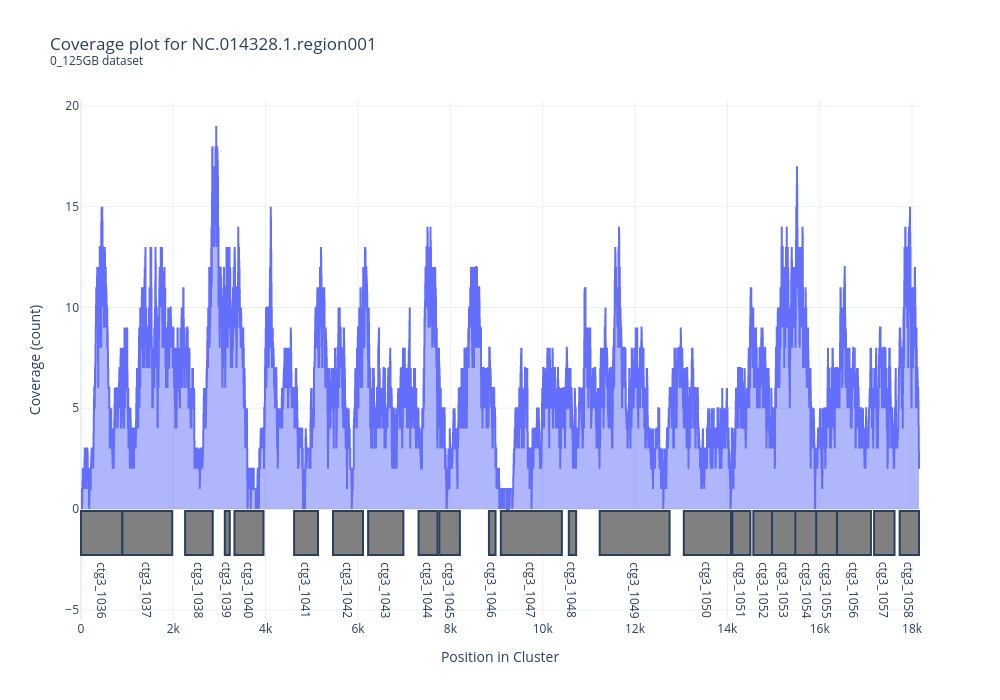 Coverage plot for NC.014328.1.region001
0_125GB dataset
20
15
10
5
0
−5
Coverage (count)
ctg3_1036
ctg3_1037
ctg3_1038
ctg3_1039
ctg3_1040
ctg3_1041
ctg3_1042
ctg3_1043
ctg3_1044
ctg3_1045
ctg3_1046
ctg3_1047
ctg3_1048
ctg3_1049
ctg3_1050
ctg3_1051
ctg3_1052
ctg3_1053
ctg3_1054
ctg3_1055
ctg3_1056
ctg3_1057
ctg3_1058
0 2k 4k 6k 8k 10k 12k 14k 16k 18k
Position in Cluster